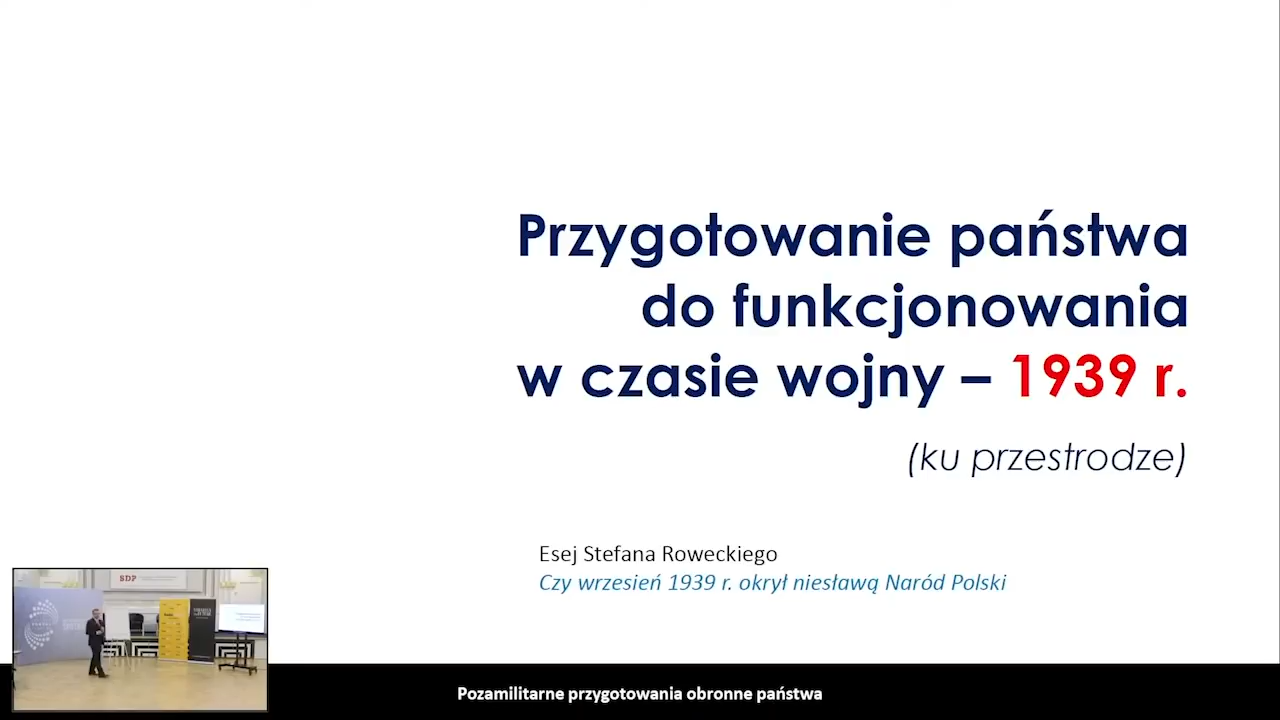 Przygotowanie państwa
do funkcjonowania
w czasie wojny – 1939 r.
(ku przestrodze)
Esej Stefana Roweckiego
Czy wrzesień 1939 r. okrył niesławą Naród Polski
SDP
Pozamilitarne przygotowania obronne państwa